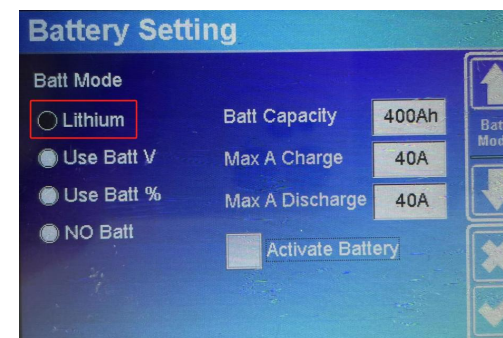 Battery Setting
Batt Mode
Lithium
Use Batt V
Use Batt %
NO Batt
Batt Capacity 400Ah
Max A Charge 40A
Max A Discharge 40A
Activate Battery